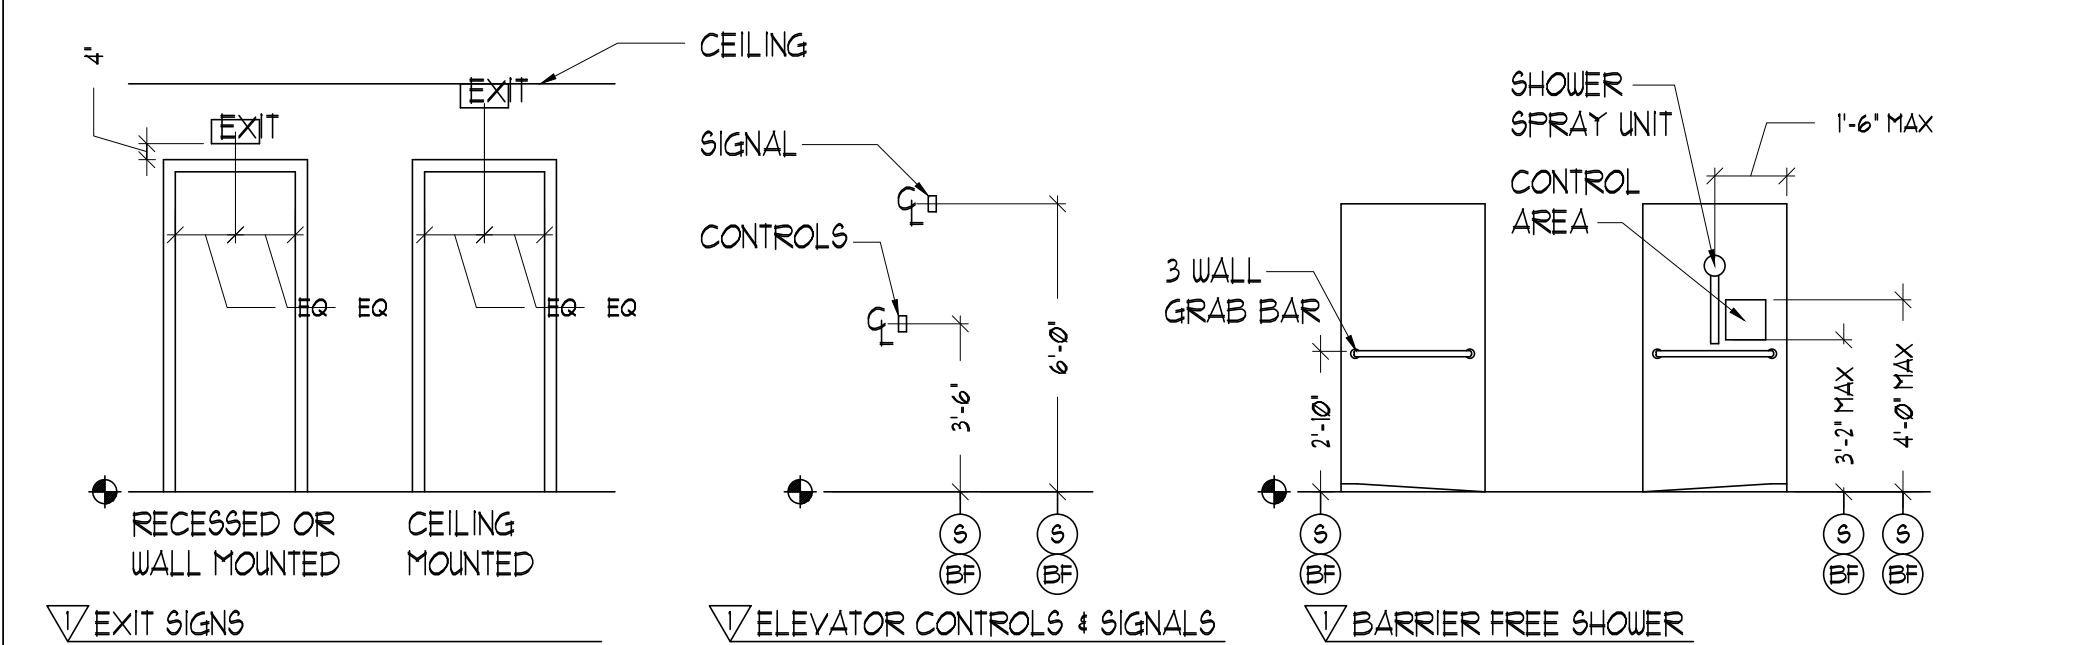 4"
EXIT
EXIT
CEILING
EQ EQ
EQ EQ
RECESSED OR
WALL MOUNTED
CEILING
MOUNTED
1 EXIT SIGNS
SIGNAL
CL
CONTROLS
CL
3'-6"
6'-0"
S
BF
S
BF
1 ELEVATOR CONTROLS & SIGNALS
SHOWER
SPRAY UNIT
1'-6" MAX
CONTROL
AREA
3 WALL
GRAB BAR
2'-10"
3'-2" MAX
4'-0" MAX
S
BF
S
BF
S
BF
1 BARRIER FREE SHOWER